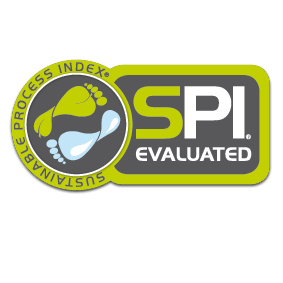 SUSTAINABLE PROCESS INDEX®
SPI®
EVALUATED